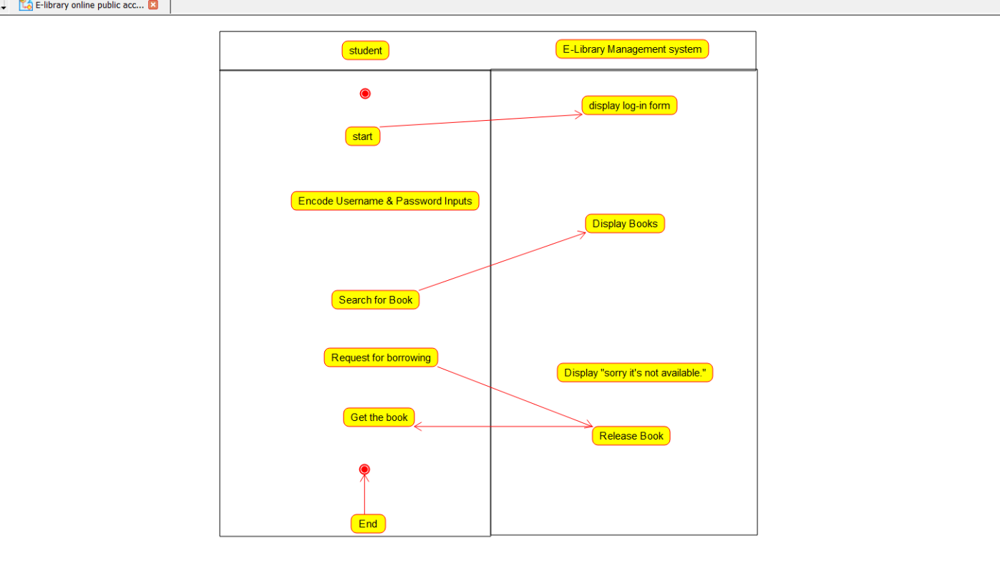 E-library online public acc...
student
E-Library Management system
display log-in form
start
Encode Username & Password Inputs
Display Books
Search for Book
Request for borrowing
Display "sorry it's not available."
Get the book
Release Book
End